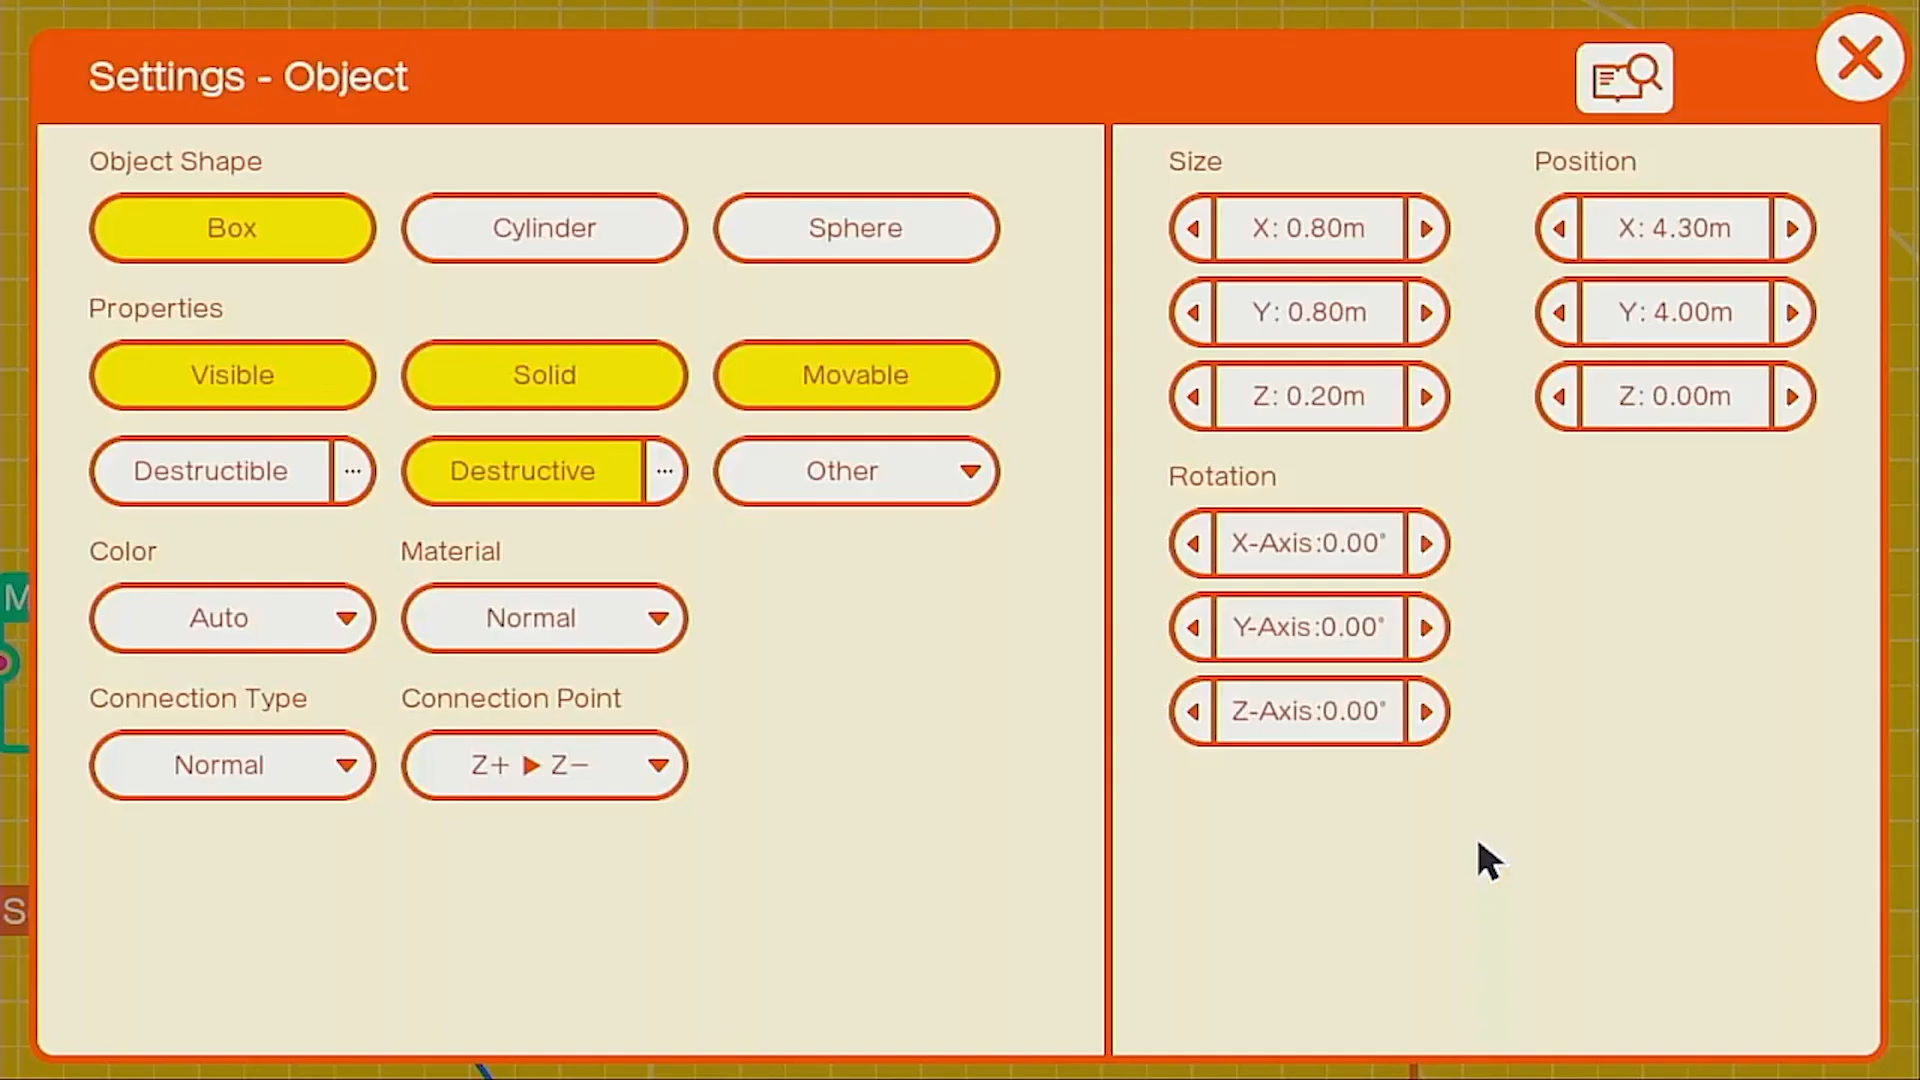 Settings - Object
Object Shape
Box
Cylinder
Sphere
Properties
Visible
Solid
Movable
Destructible
...
Destructive
...
Other
Color
Material
Auto
Normal
Connection Type
Connection Point
Normal
Z+ ▶ Z−
Size
X: 0.80m
Y: 0.80m
Z: 0.20m
Position
X: 4.30m
Y: 4.00m
Z: 0.00m
Rotation
X-Axis:0.00°
Y-Axis:0.00°
Z-Axis:0.00°
M
S